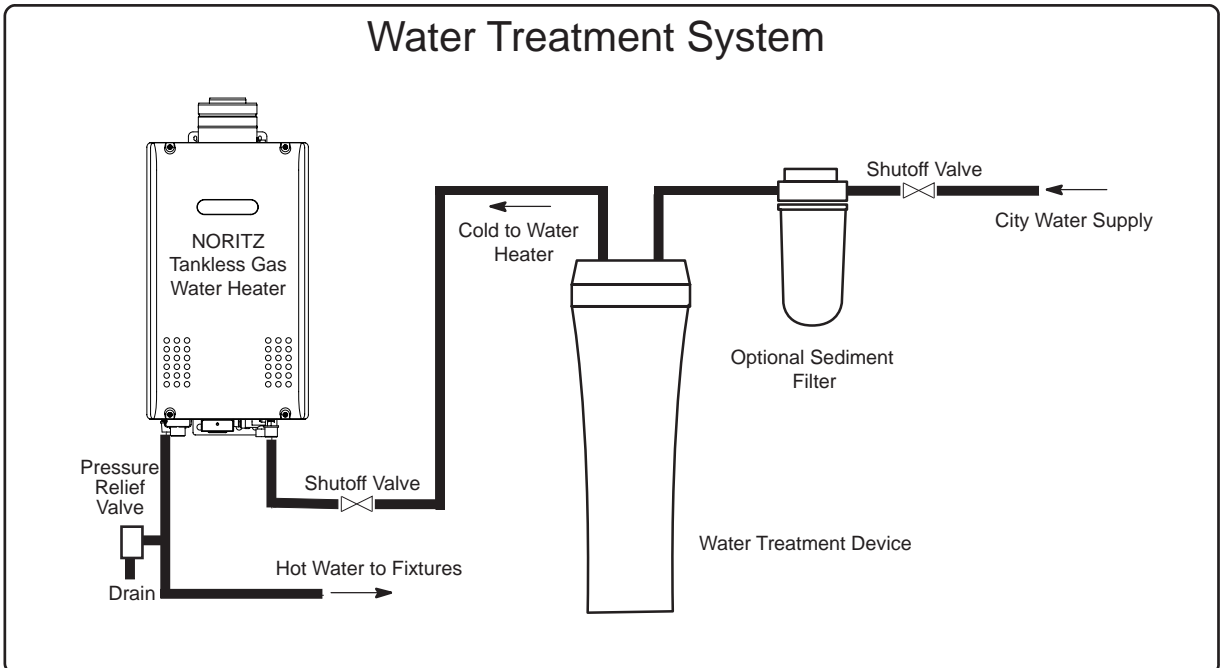 Water Treatment System
NORITZ
Tankless Gas
Water Heater
Cold to Water
Heater
Shutoff Valve
City Water Supply
Optional Sediment
Filter
Pressure
Relief
Valve
Shutoff Valve
Water Treatment Device
Hot Water to Fixtures
Drain